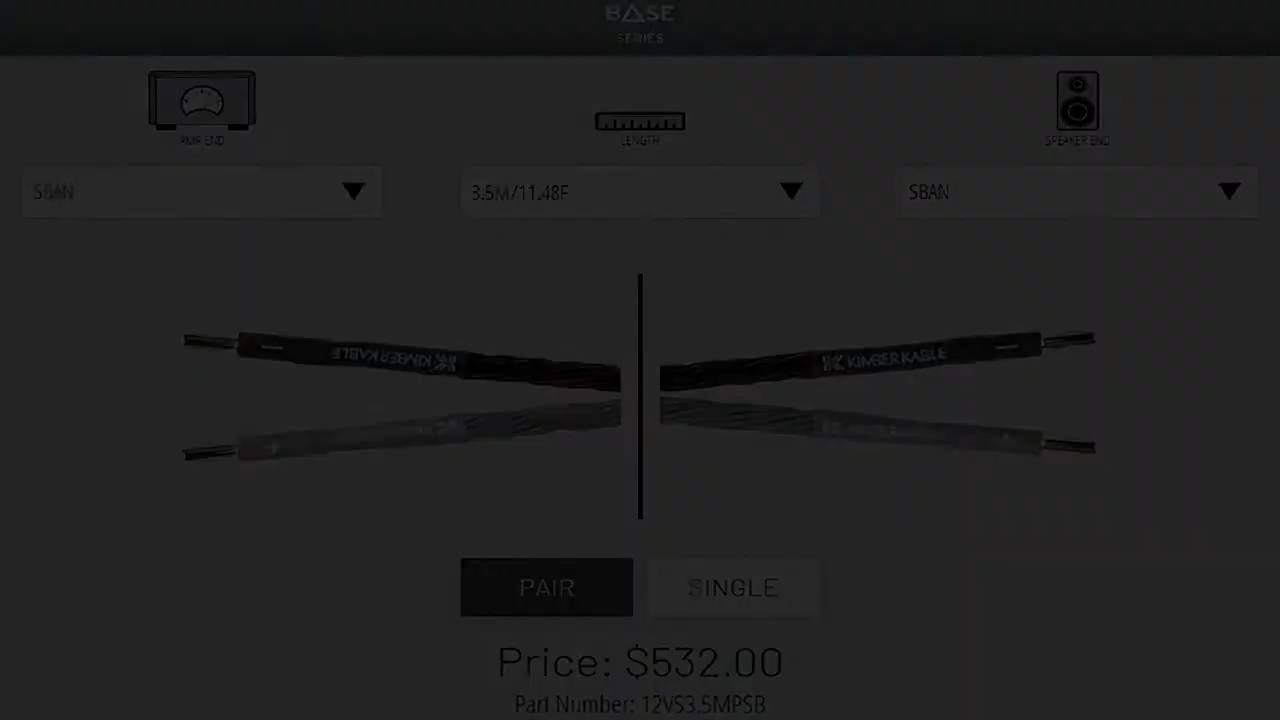 BASE
SERIES
AMP END
LENGTH
SPEAKER END
SBAN
3.5M/11.48F
SBAN
KIMBER KABLE
KIMBER KABLE
PAIR
SINGLE
Price: $532.00
Part Number: 12VS3.5MPSB